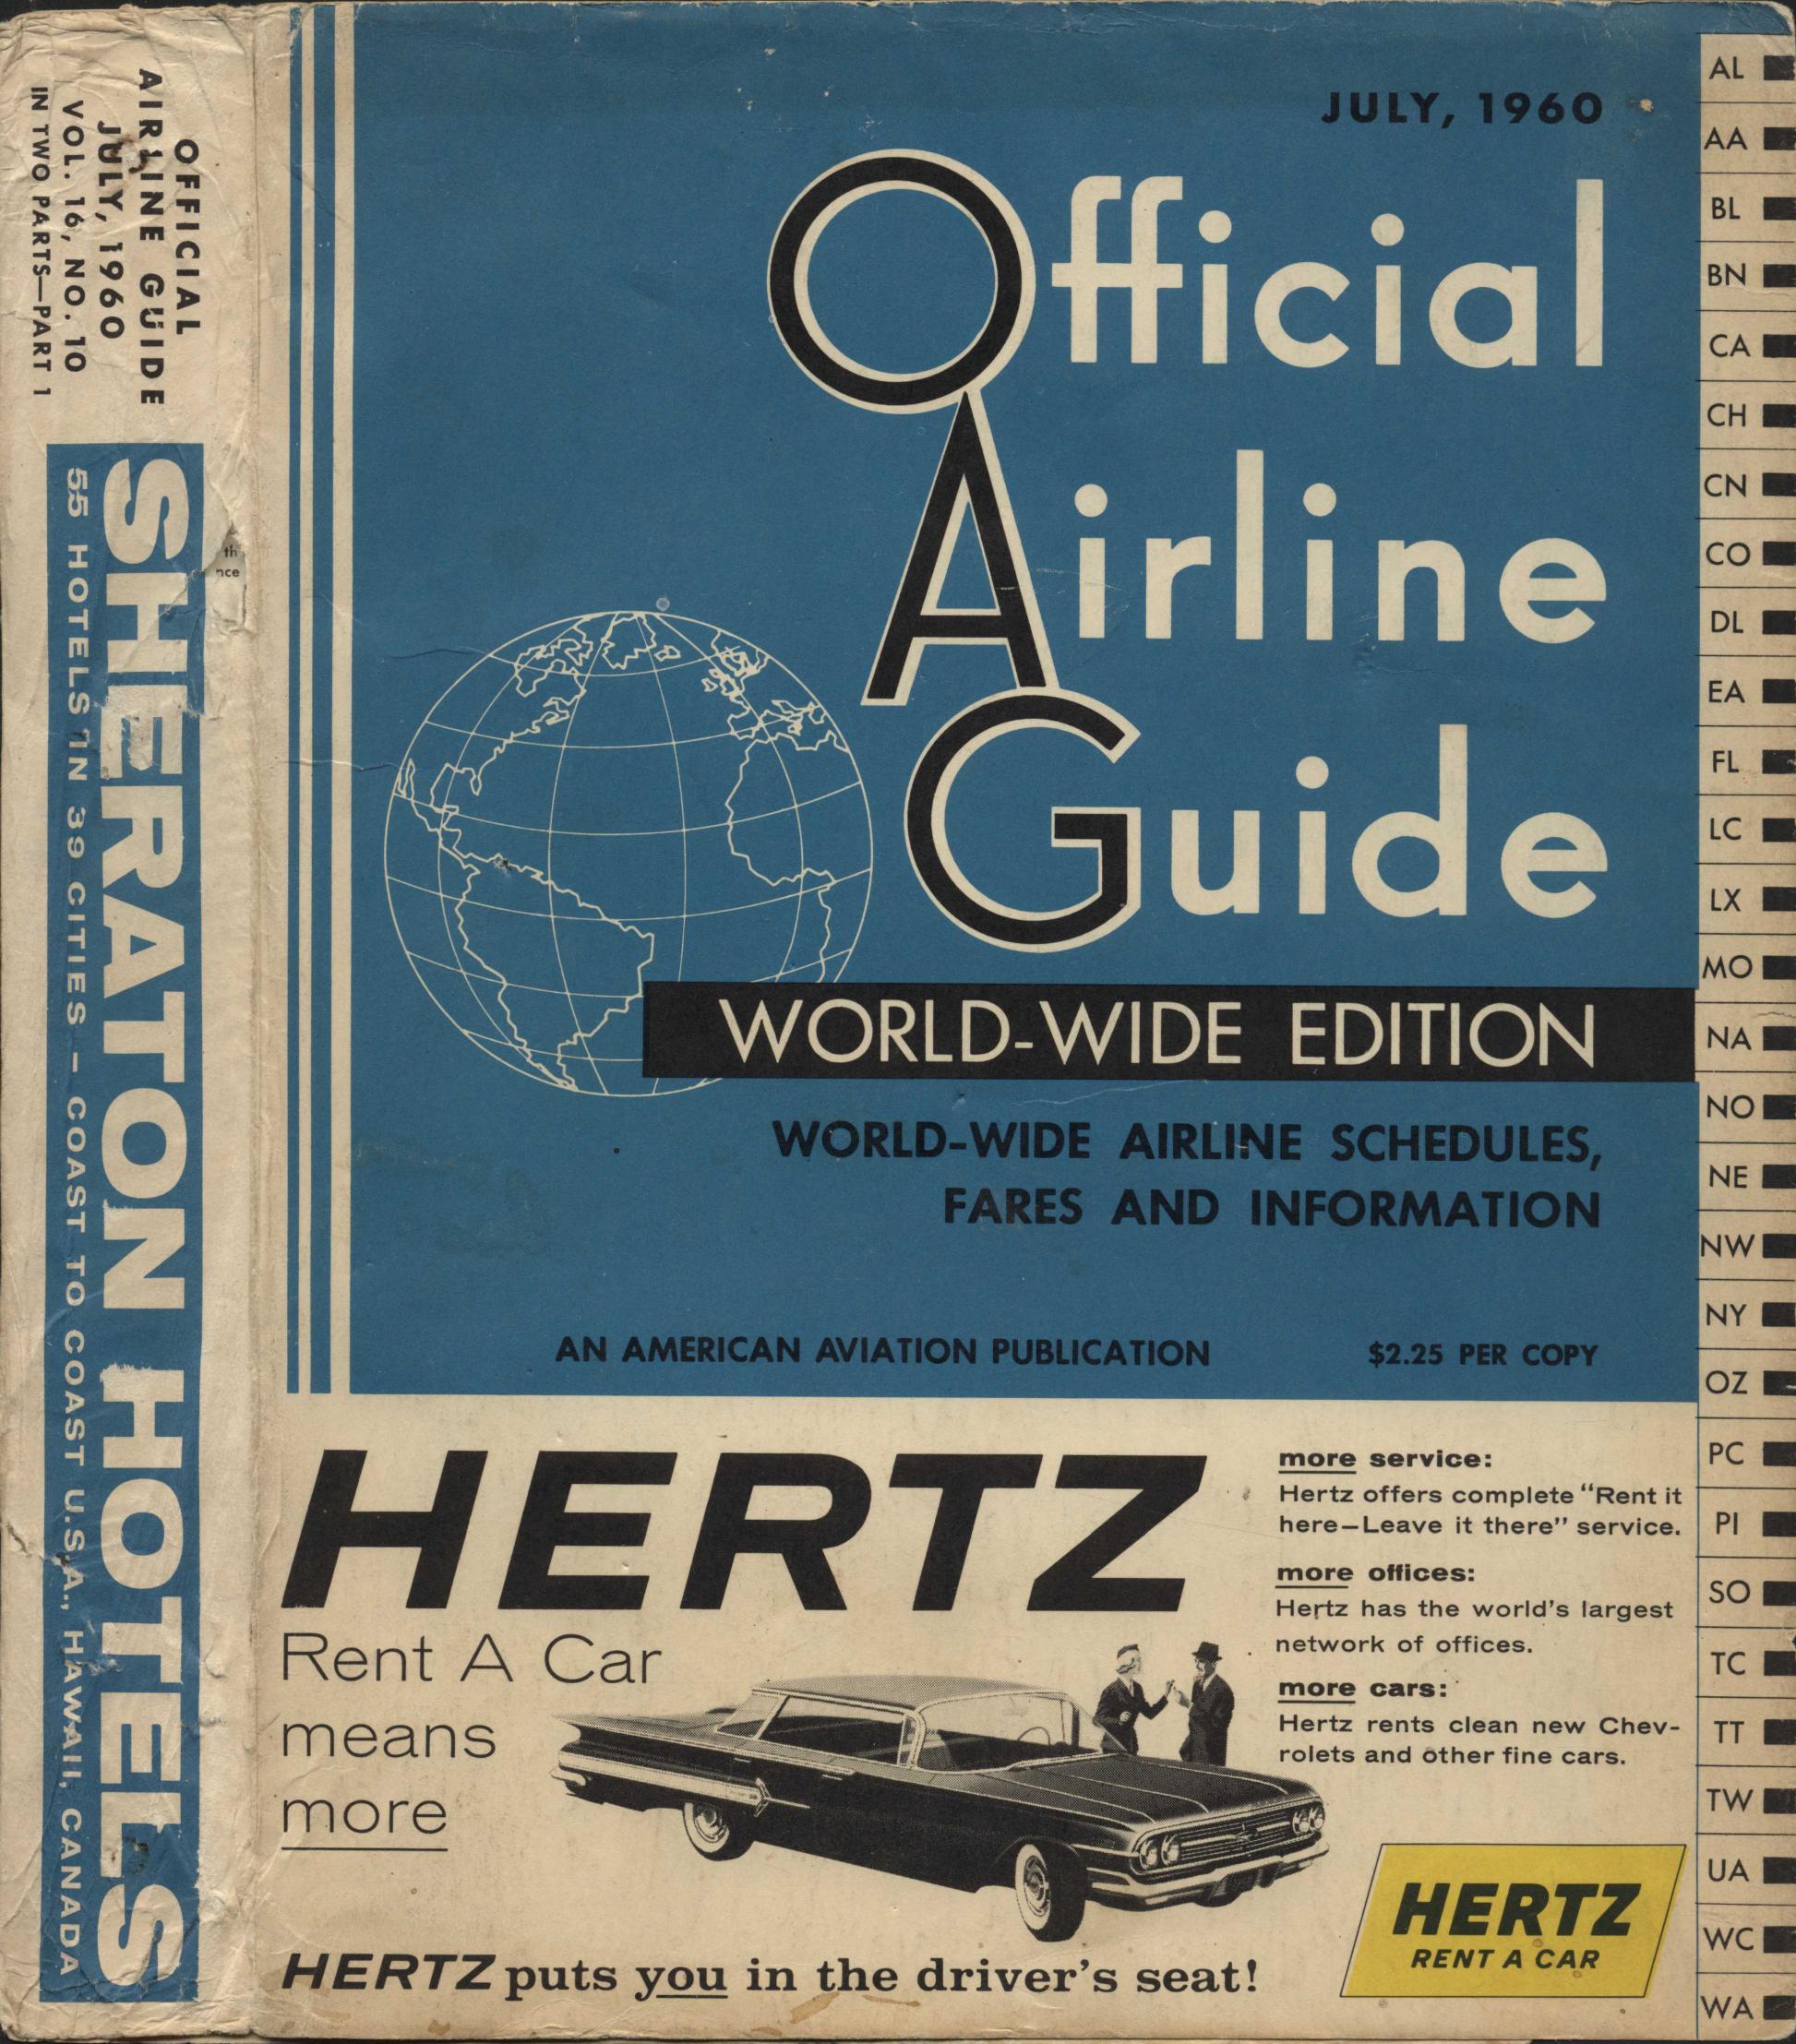 OFFICIAL
AIRLINE GUIDE
JULY, 1960
VOL. 16, NO. 10
IN TWO PARTS—PART 1
SHERATON HOTELS
55 HOTELS IN 39 CITIES – COAST TO COAST U.S.A., HAWAII, CANADA
th
nce
JULY, 1960
Official
Airline
Guide
WORLD-WIDE EDITION
WORLD-WIDE AIRLINE SCHEDULES,
FARES AND INFORMATION
AN AMERICAN AVIATION PUBLICATION
$2.25 PER COPY
HERTZ
Rent A Car
means
more
more service:
Hertz offers complete “Rent it
here–Leave it there” service.
more offices:
Hertz has the world's largest
network of offices.
more cars:
Hertz rents clean new Chev-
rolets and other fine cars.
HERTZ
RENT A CAR
HERTZ puts you in the driver's seat!
AL
AA
BL
BN
CA
CH
CN
CO
DL
EA
FL
LC
LX
MO
NA
NO
NE
NW
NY
OZ
PC
PI
SO
TC
TT
TW
UA
WC
WA